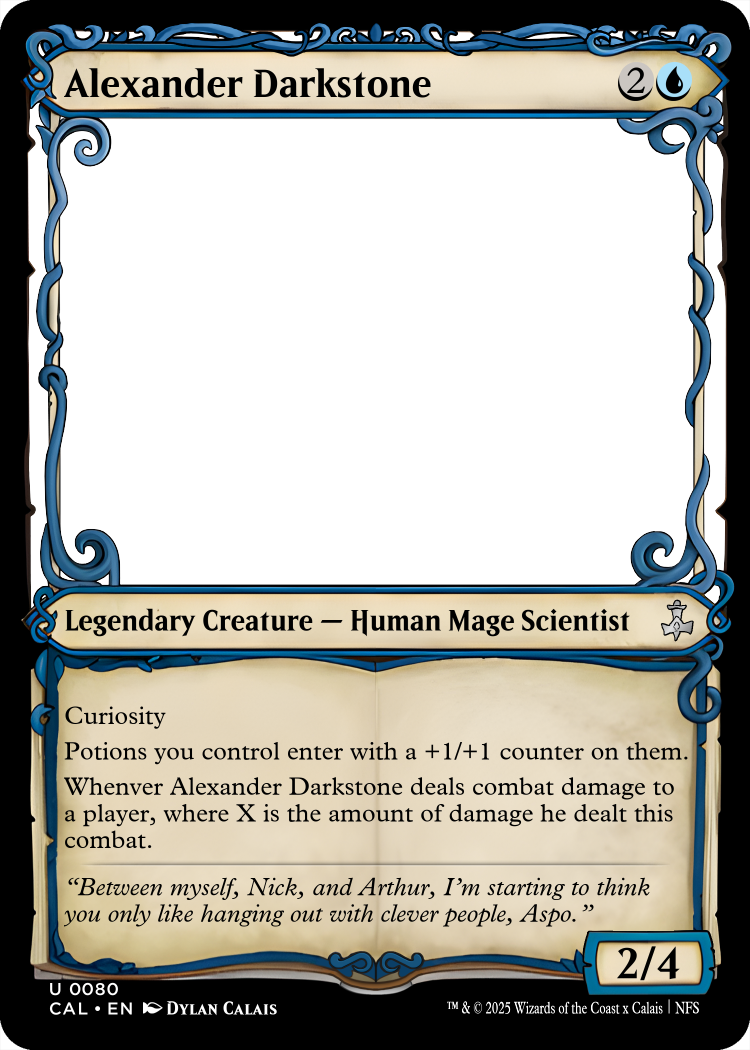 Alexander Darkstone 2
Legendary Creature — Human Mage Scientist
Curiosity
Potions you control enter with a +1/+1 counter on them.
Whenver Alexander Darkstone deals combat damage to
a player, where X is the amount of damage he dealt this
combat.
“Between myself, Nick, and Arthur, I’m starting to think
you only like hanging out with clever people, Aspo.”
2/4
U 0080
CAL • EN Dylan Calais
™ & © 2025 Wizards of the Coast x Calais | NFS